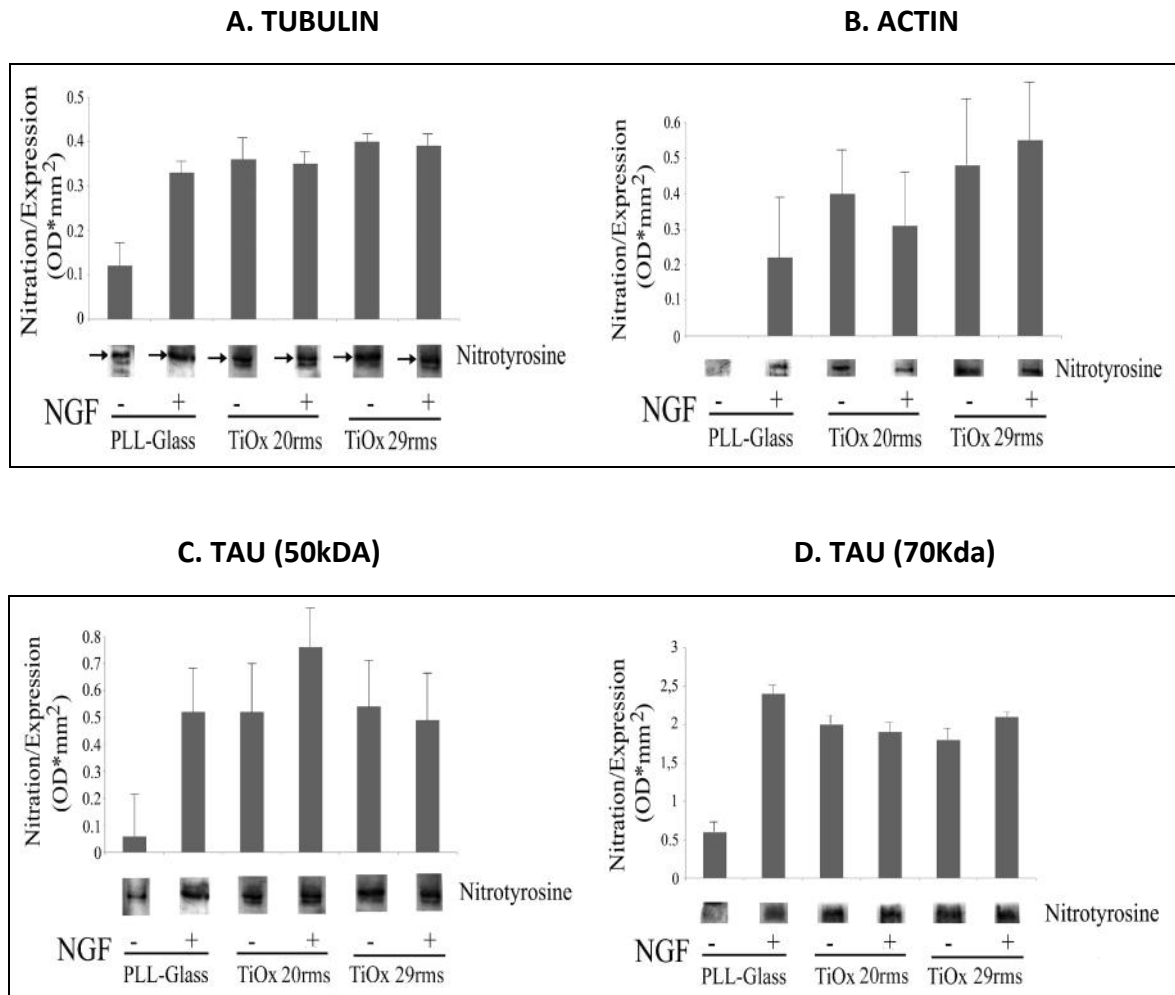 A. TUBULIN
B. ACTIN
Nitration/Expression
(OD*mm²)
0.5
0.4
0.3
0.2
0.1
0
Nitrotyrosine
NGF - + - + - +
PLL-Glass TiOx 20rms TiOx 29rms
Nitration/Expression
(OD*mm²)
0.6
0.5
0.4
0.3
0.2
0.1
0
Nitrotyrosine
NGF - + - + - +
PLL-Glass TiOx 20rms TiOx 29rms
C. TAU (50kDA)
D. TAU (70Kda)
Nitration/Expression
(OD*mm²)
0.8
0.7
0.6
0.5
0.4
0.3
0.2
0.1
0
Nitrotyrosine
NGF - + - + - +
PLL-Glass TiOx 20rms TiOx 29rms
Nitration/Expression
(OD*mm²)
3
2,5
2
1,5
1
0.5
0
Nitrotyrosine
NGF - + - + - +
PLL-Glass TiOx 20rms TiOx 29rms